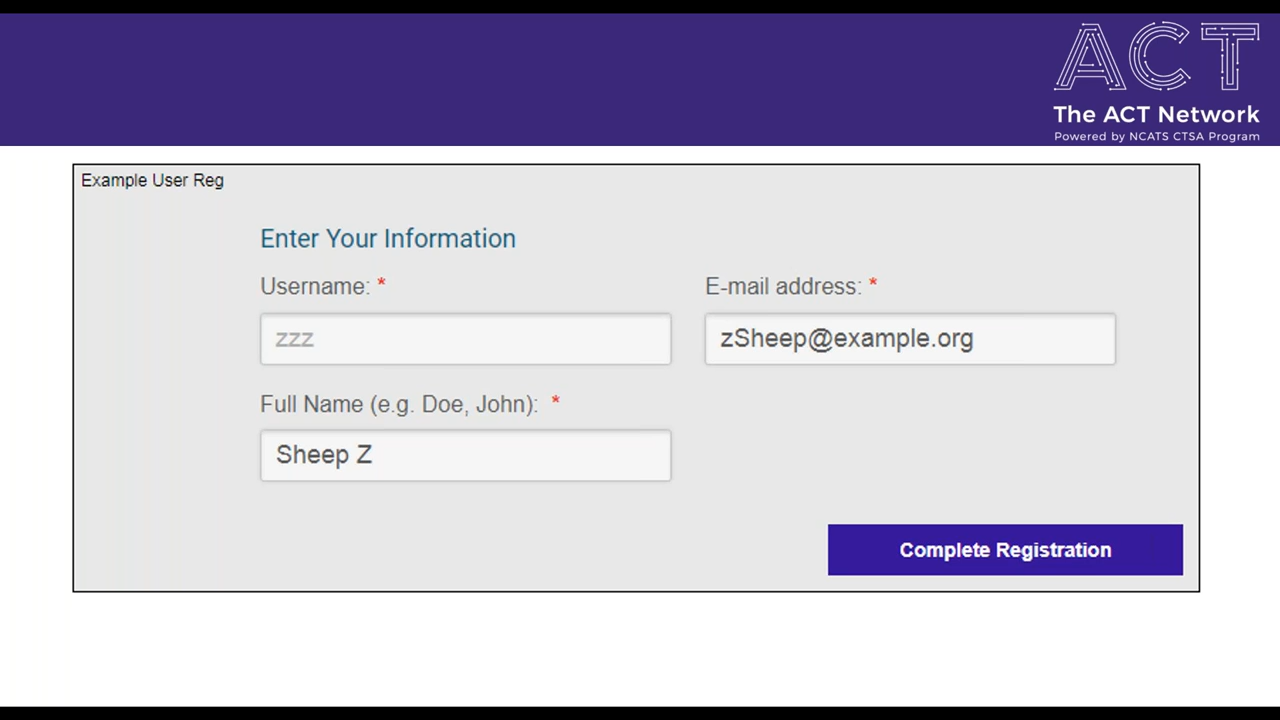 ACT
The ACT Network
Powered by NCATS CTSA Program
Example User Reg
Enter Your Information
Username: *
zzz
E-mail address: *
zSheep@example.org
Full Name (e.g. Doe, John): *
Sheep Z
Complete Registration